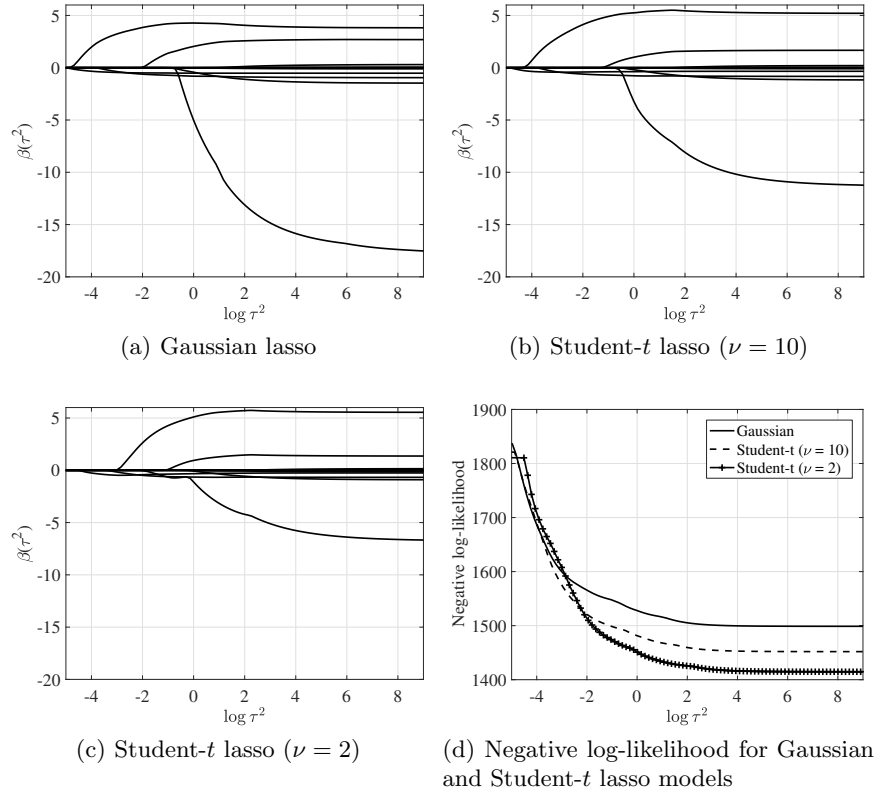 5
0
-5
-10
-15
-20
β(τ²)
-4 -2 0 2 4 6 8
log τ²
(a) Gaussian lasso
5
0
-5
-10
-15
-20
β(τ²)
-4 -2 0 2 4 6 8
log τ²
(b) Student-t lasso (ν = 10)
5
0
-5
-10
-15
-20
β(τ²)
-4 -2 0 2 4 6 8
log τ²
(c) Student-t lasso (ν = 2)
1900
1800
1700
1600
1500
1400
Negative log-likelihood
Gaussian
Student-t (ν = 10)
Student-t (ν = 2)
-4 -2 0 2 4 6 8
log τ²
(d) Negative log-likelihood for Gaussian
and Student-t lasso models